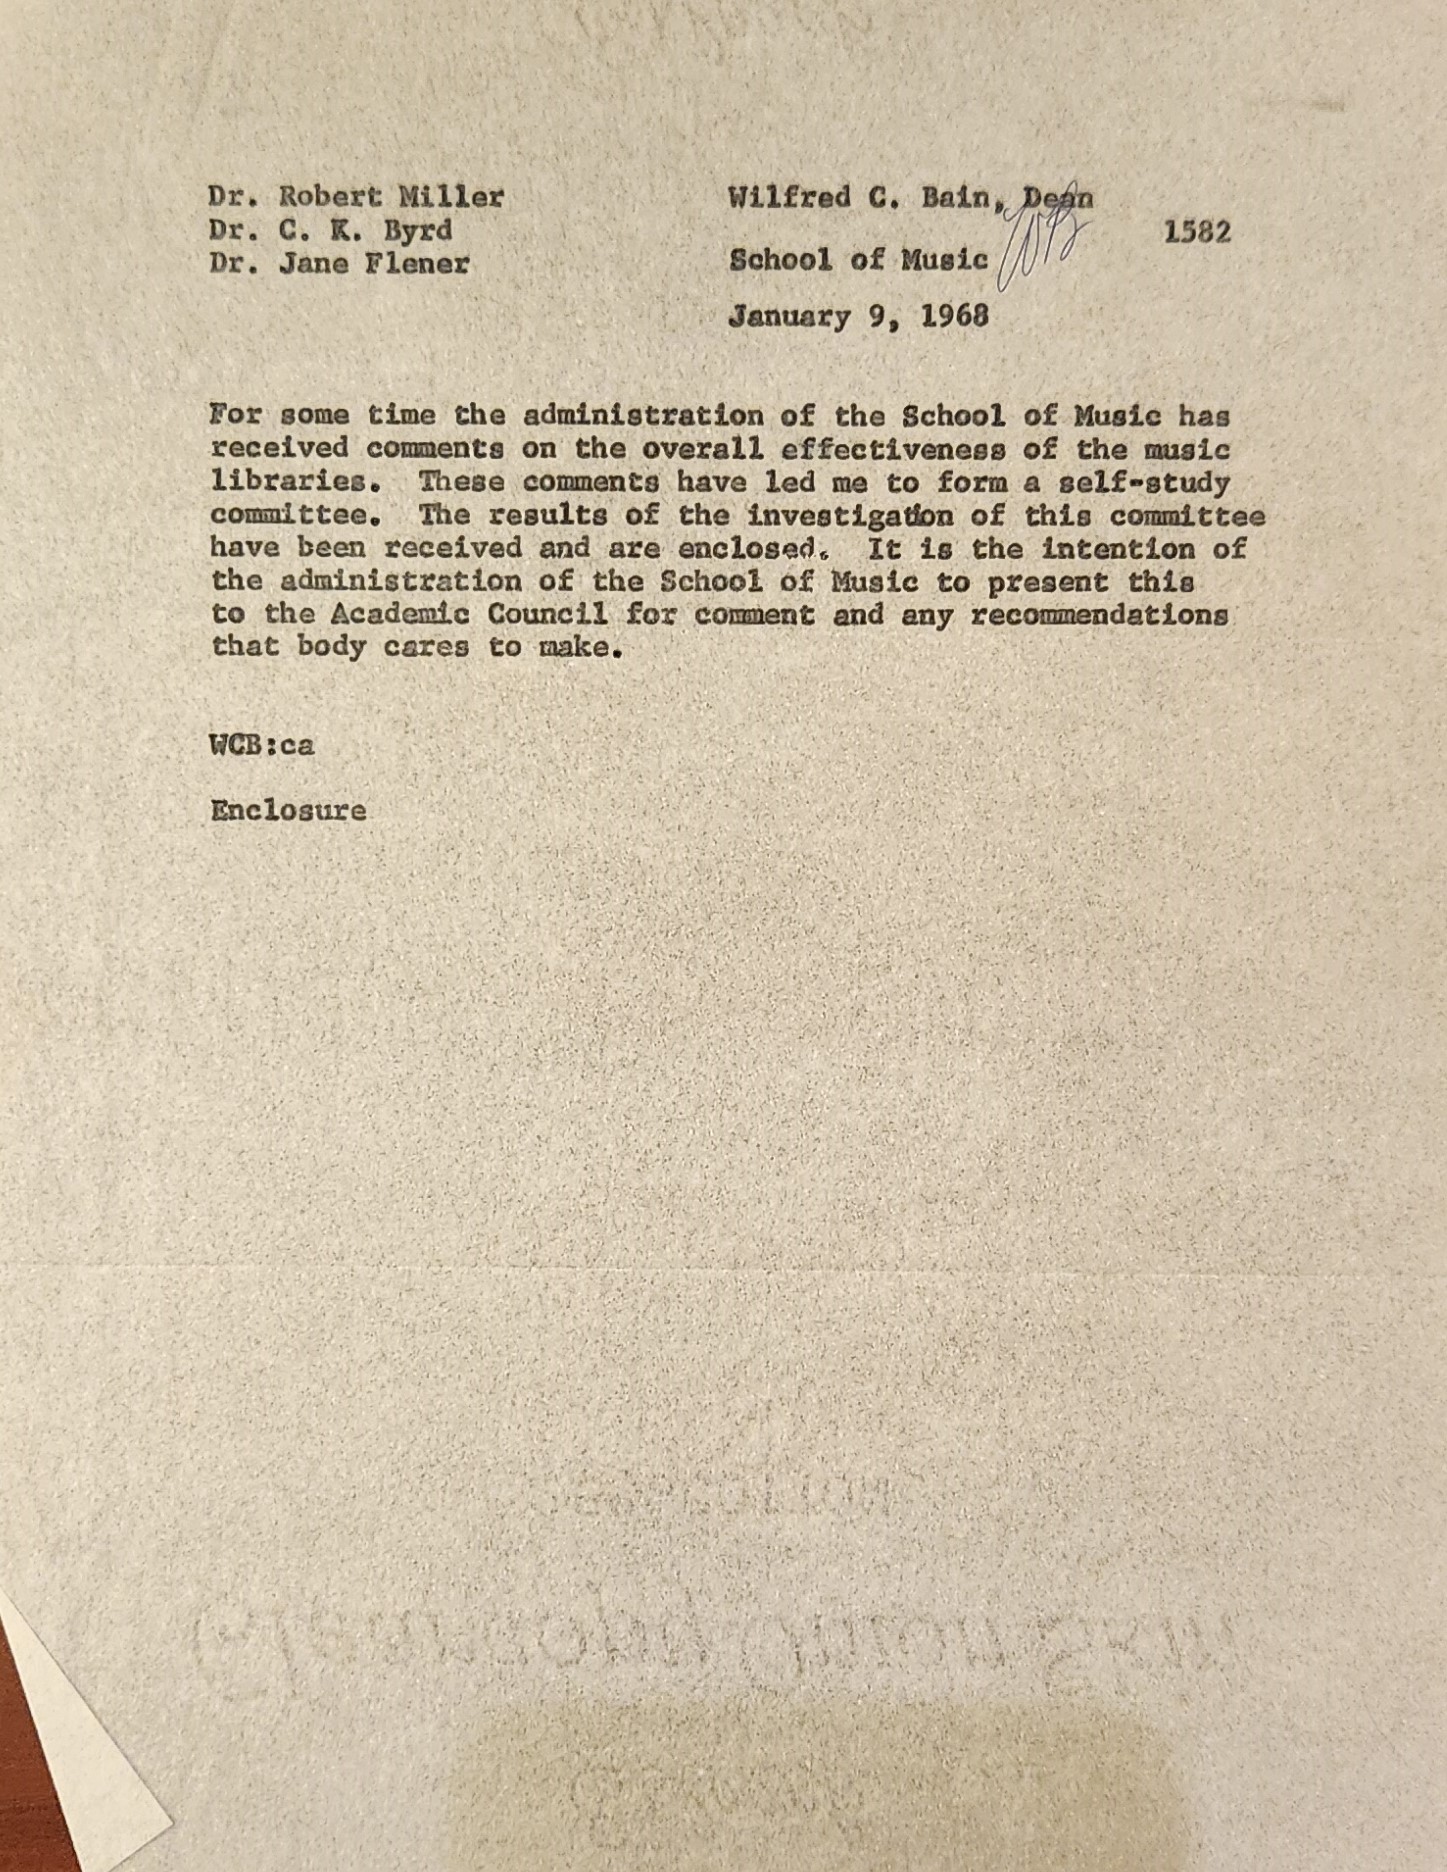 Dr. Robert Miller
Dr. C. K. Byrd
Dr. Jane Flener
Wilfred C. Bain, Dean
1582
School of Music
January 9, 1968
For some time the administration of the School of Music has
received comments on the overall effectiveness of the music
libraries. These comments have led me to form a self-study
committee. The results of the investigation of this committee
have been received and are enclosed. It is the intention of
the administration of the School of Music to present this
to the Academic Council for comment and any recommendations
that body cares to make.
WCB:ca
Enclosure